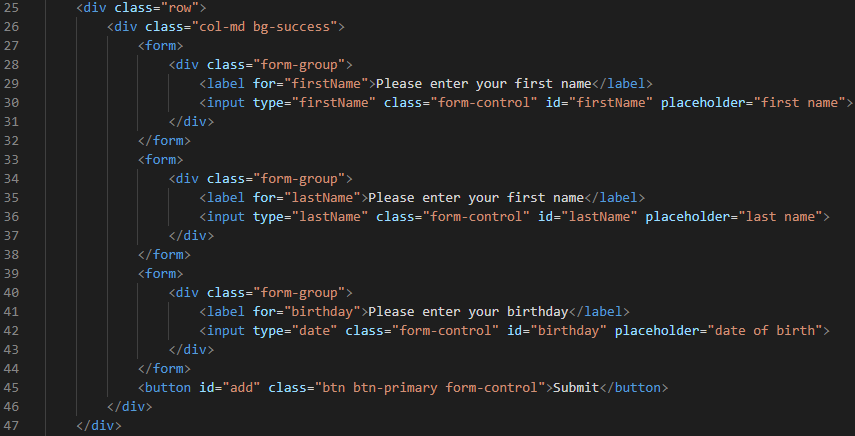 25 <div class="row">
26 <div class="col-md bg-success">
27 <form>
28 <div class="form-group">
29 <label for="firstName">Please enter your first name</label>
30 <input type="firstName" class="form-control" id="firstName" placeholder="first name">
31 </div>
32 </form>
33 <form>
34 <div class="form-group">
35 <label for="lastName">Please enter your first name</label>
36 <input type="lastName" class="form-control" id="lastName" placeholder="last name">
37 </div>
38 </form>
39 <form>
40 <div class="form-group">
41 <label for="birthday">Please enter your birthday</label>
42 <input type="date" class="form-control" id="birthday" placeholder="date of birth">
43 </div>
44 </form>
45 <button id="add" class="btn btn-primary form-control">Submit</button>
46 </div>
47 </div>